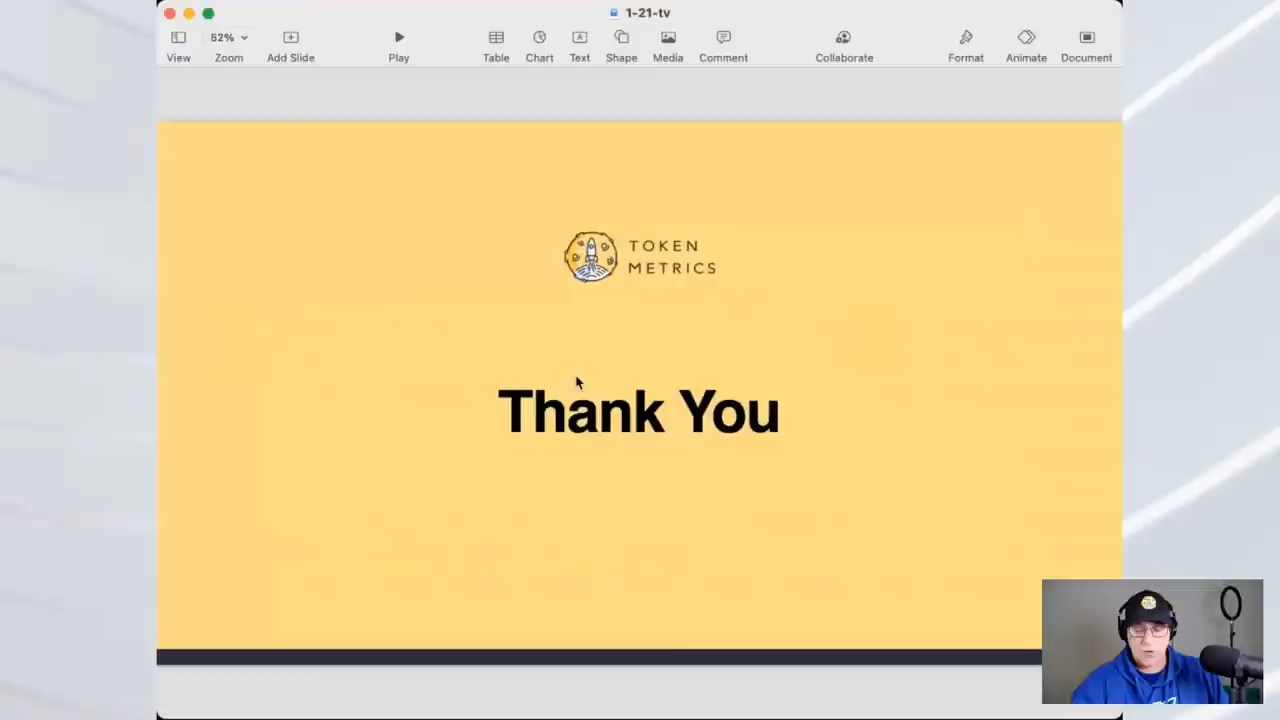 1-21-tv
52%
View
Zoom
Add Slide
Play
Table
Chart
Text
Shape
Media
Comment
Collaborate
Format
Animate
Document
TOKEN
METRICS
Thank You